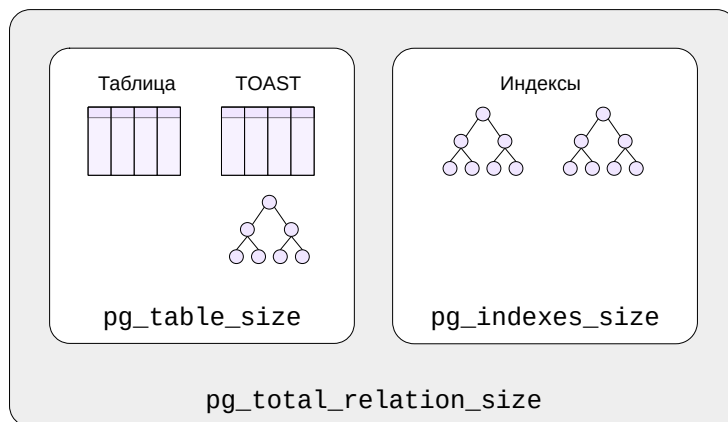 Таблица
TOAST
Индексы
pg_table_size
pg_indexes_size
pg_total_relation_size